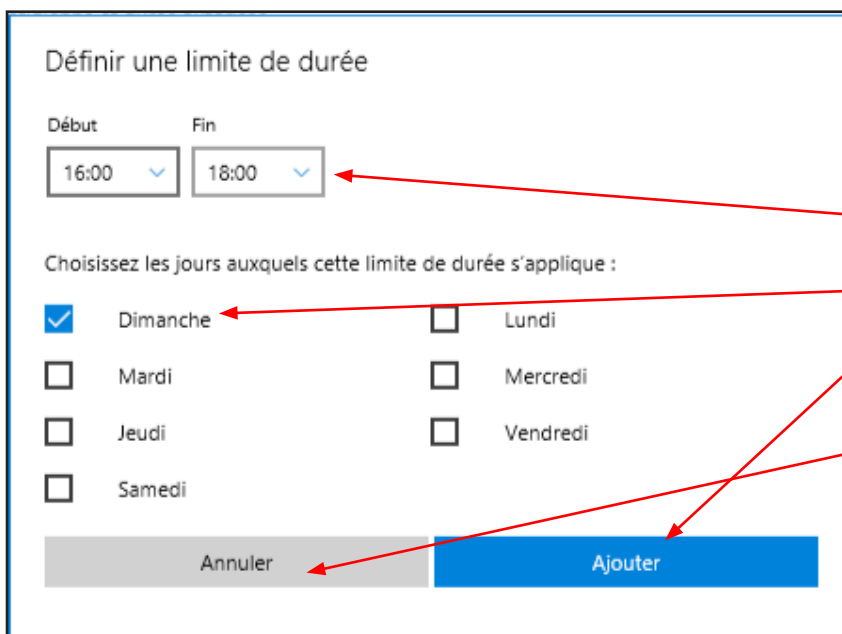 Définir une limite de durée
Début Fin
16:00 18:00
Choisissez les jours auxquels cette limite de durée s'applique :
Dimanche Lundi
Mardi Mercredi
Jeudi Vendredi
Samedi
Annuler Ajouter